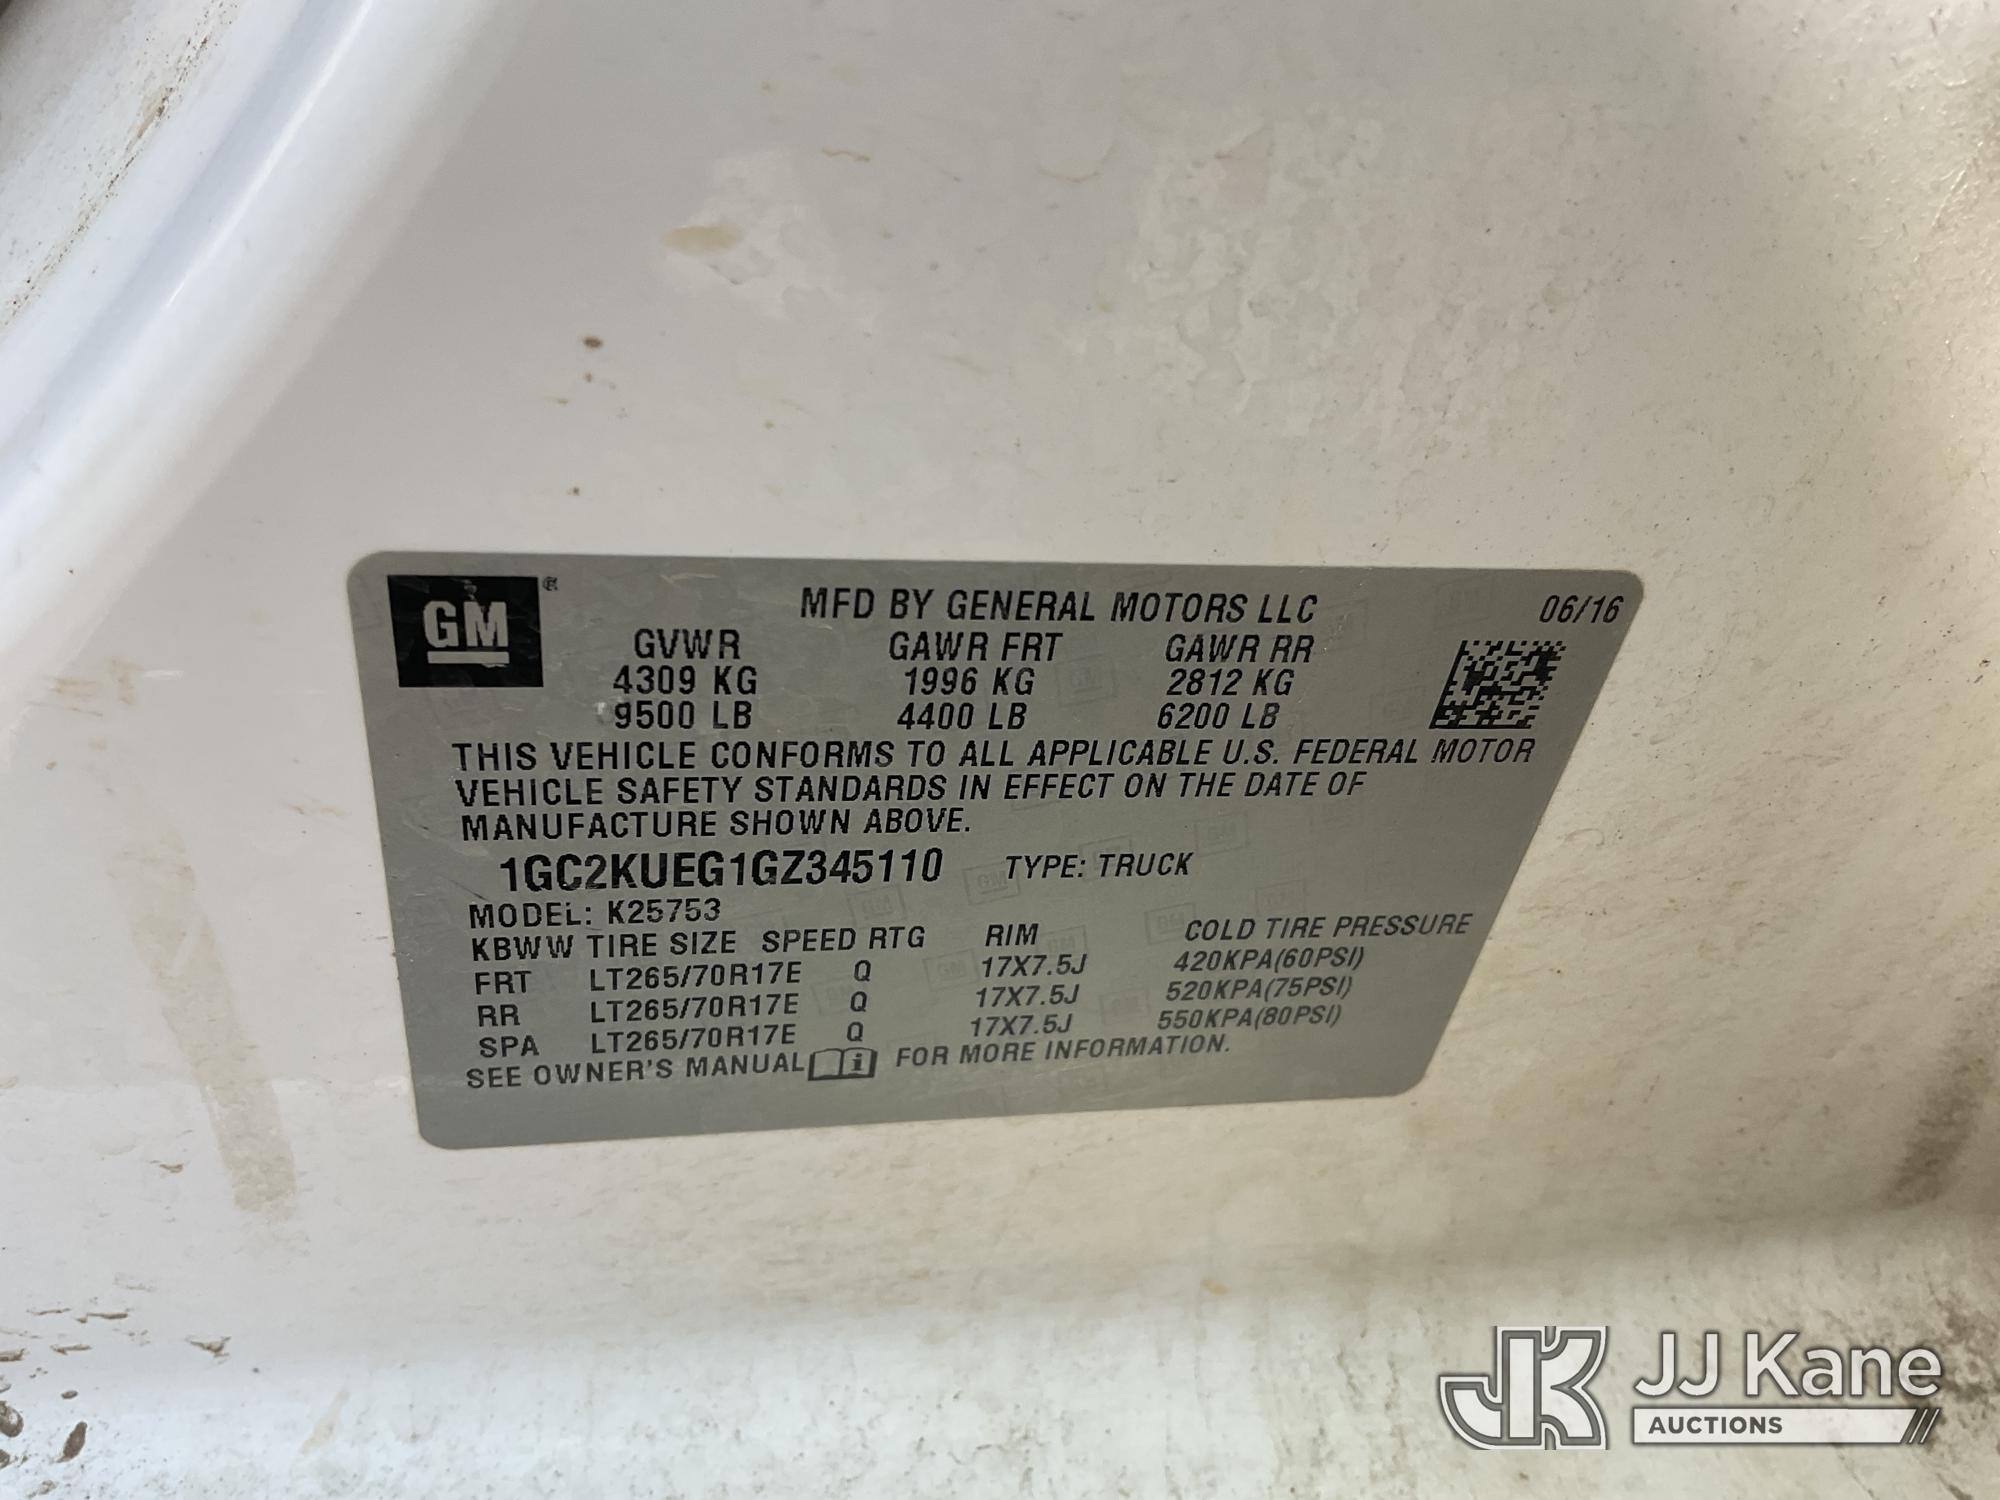 GM
MFD BY GENERAL MOTORS LLC 06/16
GVWR GAWR FRT GAWR RR
4309 KG 1996 KG 2812 KG
9500 LB 4400 LB 6200 LB
THIS VEHICLE CONFORMS TO ALL APPLICABLE U.S. FEDERAL MOTOR
VEHICLE SAFETY STANDARDS IN EFFECT ON THE DATE OF
MANUFACTURE SHOWN ABOVE.
1GC2KUEG1GZ345110 TYPE: TRUCK
MODEL: K25753
KBWW TIRE SIZE SPEED RTG RIM COLD TIRE PRESSURE
FRT LT265/70R17E Q 17X7.5J 420KPA(60PSI)
RR LT265/70R17E Q 17X7.5J 520KPA(75PSI)
SPA LT265/70R17E Q 17X7.5J 550KPA(80PSI)
SEE OWNER'S MANUAL FOR MORE INFORMATION.
JK JJ Kane
AUCTIONS